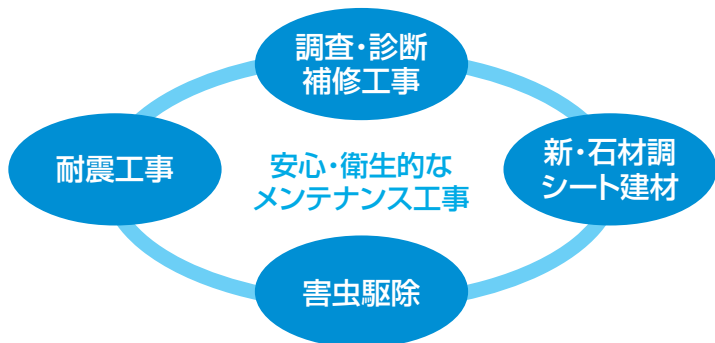 調査・診断
補修工事
耐震工事
安心・衛生的な
メンテナンス工事
新・石材調
シート建材
害虫駆除